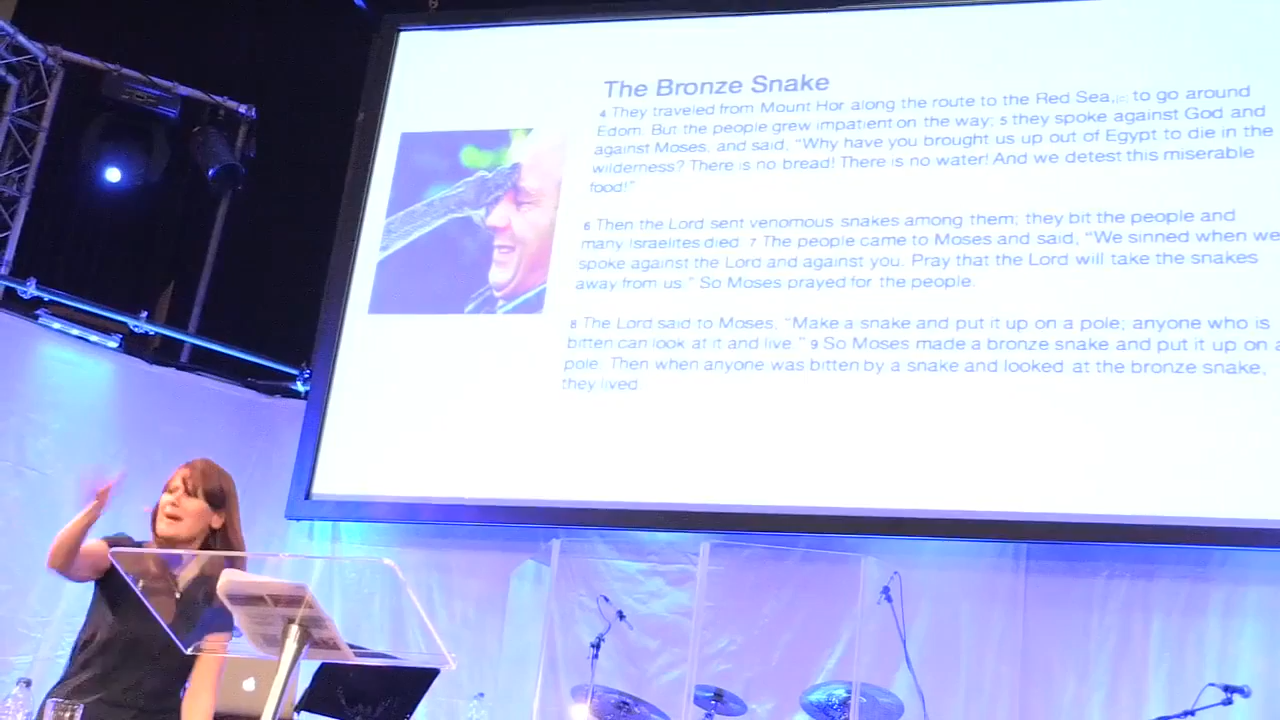 The Bronze Snake
4 They traveled from Mount Hor along the route to the Red Sea,[c] to go around
Edom. But the people grew impatient on the way; 5 they spoke against God and
against Moses, and said, “Why have you brought us up out of Egypt to die in the
wilderness? There is no bread! There is no water! And we detest this miserable
food!”
6 Then the Lord sent venomous snakes among them; they bit the people and
many Israelites died. 7 The people came to Moses and said, “We sinned when we
spoke against the Lord and against you. Pray that the Lord will take the snakes
away from us.” So Moses prayed for the people.
8 The Lord said to Moses, “Make a snake and put it up on a pole; anyone who is
bitten can look at it and live.” 9 So Moses made a bronze snake and put it up on a
pole. Then when anyone was bitten by a snake and looked at the bronze snake,
they lived